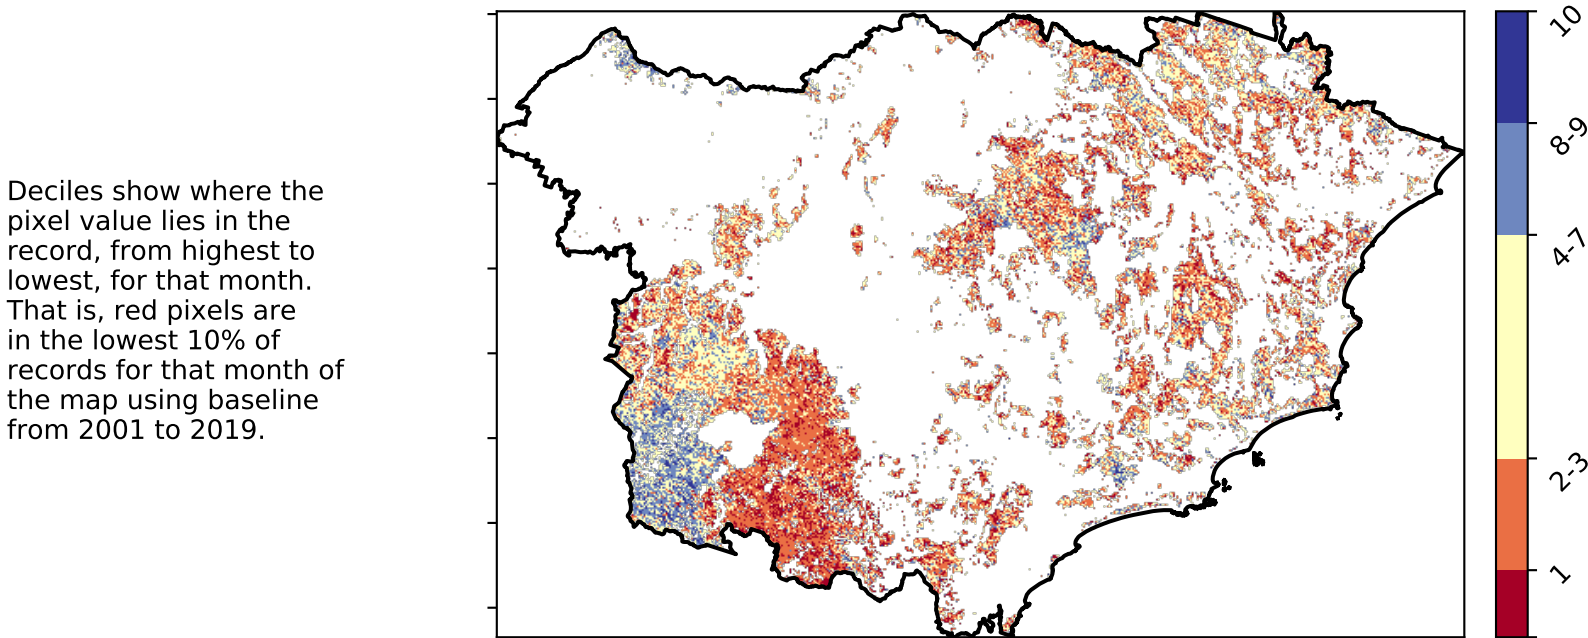 Deciles show where the
pixel value lies in the
record, from highest to
lowest, for that month.
That is, red pixels are
in the lowest 10% of
records for that month of
the map using baseline
from 2001 to 2019.
10
8-9
4-7
2-3
1